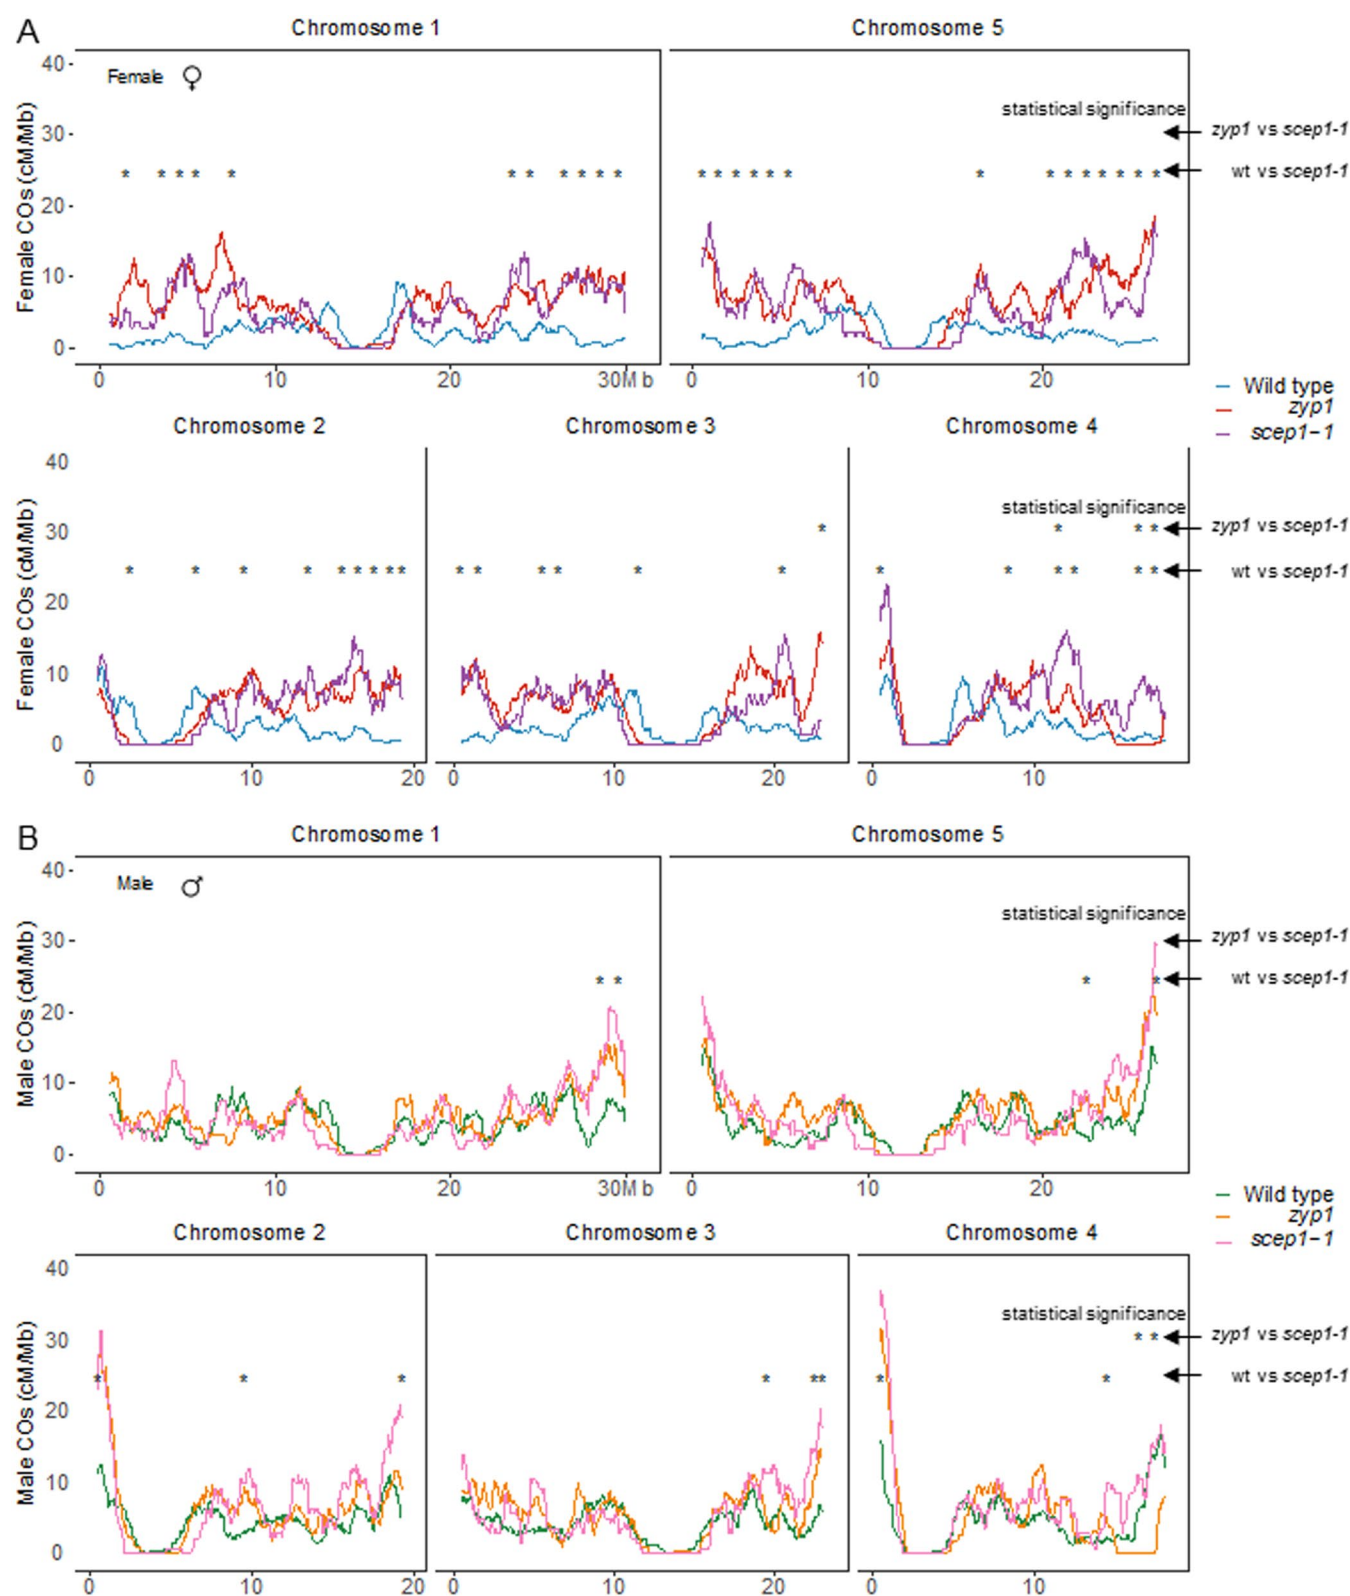 A
Chromosome 1
Chromosome 5
40
Female ♀
statistical significance
30
zyp1 vs scep1-1
* * * * * * * * * * *
* * * * * * * * * * * * * *
wt vs scep1-1
20
10
0
Female COs (cM/Mb)
0 10 20 30Mb
0 10 20
Wild type
zyp1
scep1-1
Chromosome 2
Chromosome 3
Chromosome 4
40
statistical significance
30
*
* * *
zyp1 vs scep1-1
* * * * * * * * *
* * * * * *
* * * * * *
wt vs scep1-1
20
10
0
Female COs (cM/Mb)
0 10 20
0 10 20
0 10
B
Chromosome 1
Chromosome 5
40
Male ♂
statistical significance
30
zyp1 vs scep1-1
* *
* *
wt vs scep1-1
20
10
0
Male COs (cM/Mb)
0 10 20 30Mb
0 10 20
Wild type
zyp1
scep1-1
Chromosome 2
Chromosome 3
Chromosome 4
40
statistical significance
30
* *
zyp1 vs scep1-1
* * *
* **
* *
wt vs scep1-1
20
10
0
Male COs (cM/Mb)
0 10 20
0 10 20
0 10